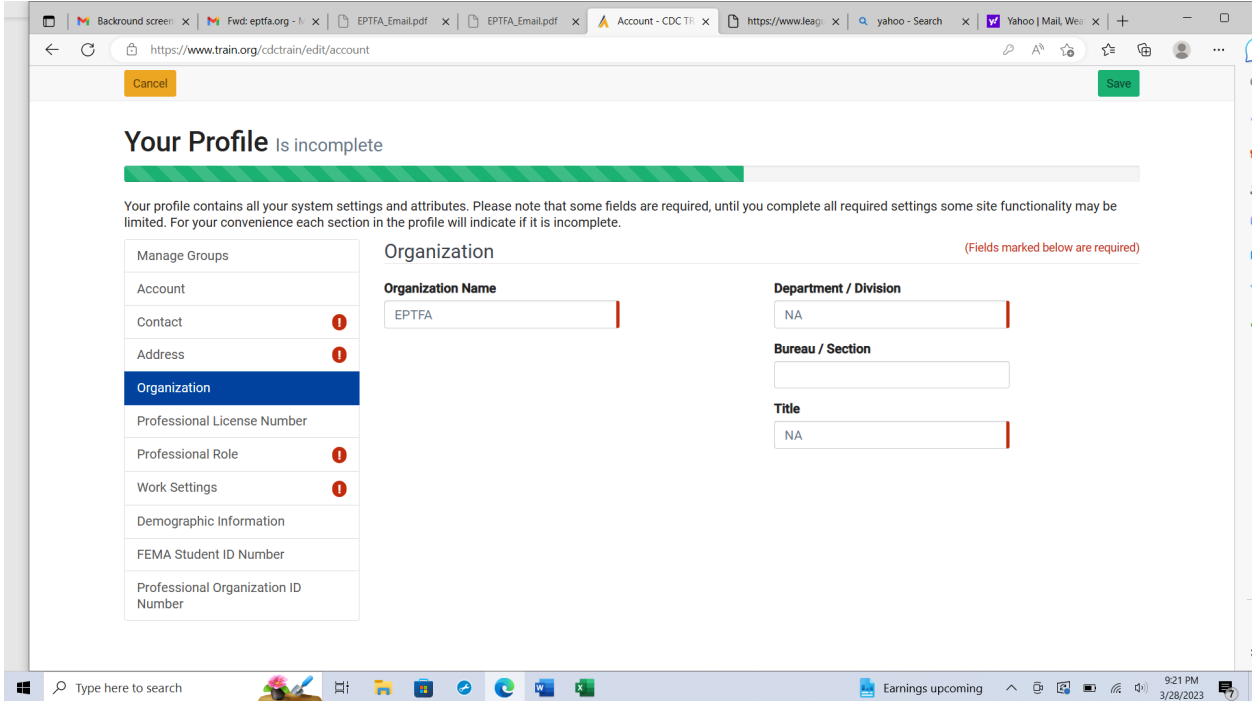 Backround screen
Fwd: eptfa.org - M
EPTFA_Email.pdf
EPTFA_Email.pdf
Account - CDC TR
https://www.leagu
yahoo - Search
Yahoo | Mail, Wea
https://www.train.org/cdctrain/edit/account
Cancel
Save
Your Profile Is incomplete
Your profile contains all your system settings and attributes. Please note that some fields are required, until you complete all required settings some site functionality may be
limited. For your convenience each section in the profile will indicate if it is incomplete.
Manage Groups
Account
Contact
Address
Organization
Professional License Number
Professional Role
Work Settings
Demographic Information
FEMA Student ID Number
Professional Organization ID
Number
Organization
(Fields marked below are required)
Organization Name
EPTFA
Department / Division
NA
Bureau / Section
Title
NA
Type here to search
Earnings upcoming
9:21 PM
3/28/2023
7